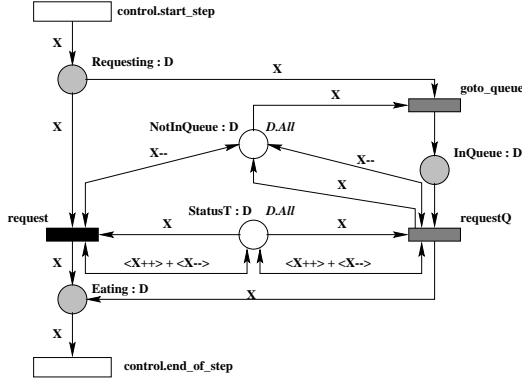 control.start_step
X
Requesting : D
X
goto_queue
X
X
NotInQueue : D D.All
InQueue : D
X--
X--
X
StatusT : D D.All
request
X
X
requestQ
X
<X++> + <X-->
<X++> + <X-->
Eating : D
X
X
control.end_of_step